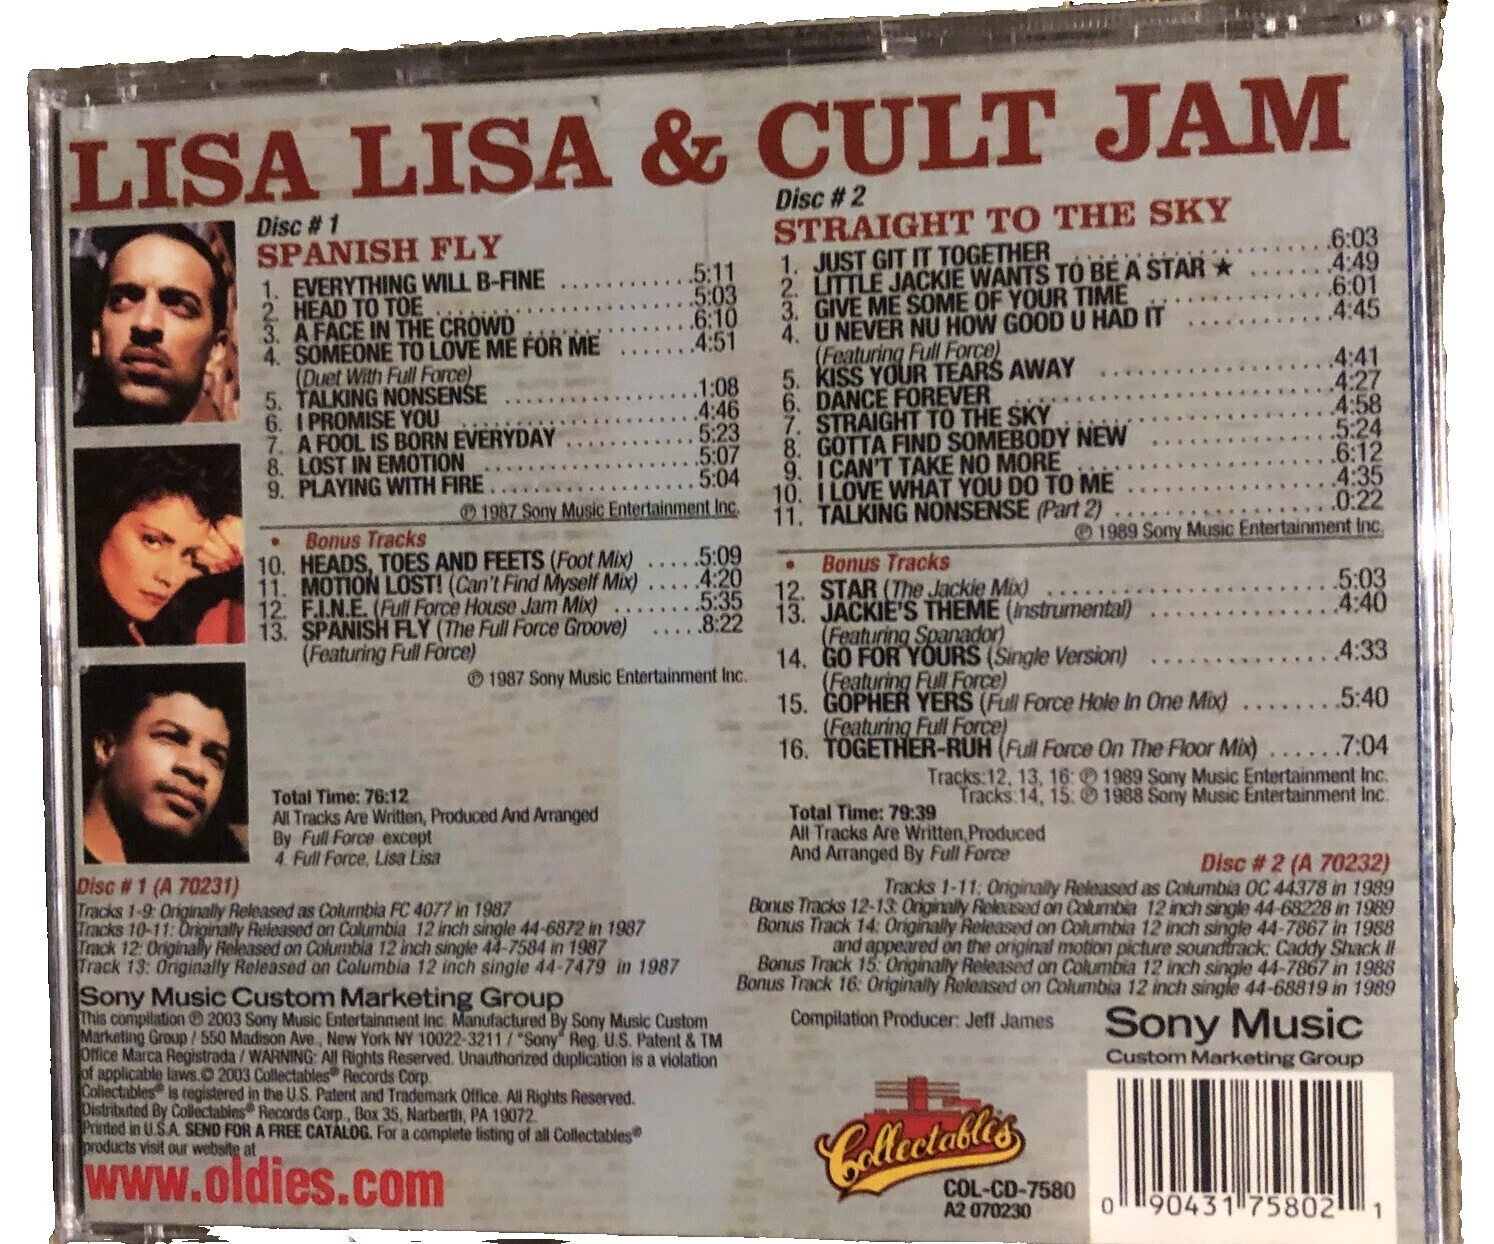 LISA LISA & CULT JAM
Disc # 1
SPANISH FLY
1. EVERYTHING WILL B-FINE ............5:11
2. HEAD TO TOE ............5:03
3. A FACE IN THE CROWD ............6:10
4. SOMEONE TO LOVE ME FOR ME .......4:51
(Duet With Full Force)
5. TALKING NONSENSE ............1:08
6. I PROMISE YOU ............4:46
7. A FOOL IS BORN EVERYDAY ............5:23
8. LOST IN EMOTION ............5:07
9. PLAYING WITH FIRE ............5:04
℗ 1987 Sony Music Entertainment Inc.
• Bonus Tracks
10. HEADS, TOES AND FEETS (Foot Mix) .....5:09
11. MOTION LOST! (Can't Find Myself Mix) .....4:20
12. F.I.N.E. (Full Force House Jam Mix) ........5:35
13. SPANISH FLY (The Full Force Groove) .....8:22
(Featuring Full Force)
℗ 1987 Sony Music Entertainment Inc.
Total Time: 76:12
All Tracks Are Written, Produced And Arranged
By Full Force except
4. Full Force, Lisa Lisa
Disc # 1 (A 70231)
Tracks 1-9: Originally Released as Columbia FC 4077 in 1987
Tracks 10-11: Originally Released on Columbia 12 inch single 44-6872 in 1987
Track 12: Originally Released on Columbia 12 inch single 44-7584 in 1987
Track 13: Originally Released on Columbia 12 inch single 44-7479 in 1987
Sony Music Custom Marketing Group
This compilation ℗ 2003 Sony Music Entertainment Inc. Manufactured By Sony Music Custom
Marketing Group / 550 Madison Ave., New York NY 10022-3211 / "Sony" Reg. U.S. Patent & TM
Office Marca Registrada / WARNING: All Rights Reserved. Unauthorized duplication is a violation
of applicable laws.© 2003 Collectables® Records Corp.
Collectables® is registered in the U.S. Patent and Trademark Office. All Rights Reserved.
Distributed By Collectables® Records Corp., Box 35, Narberth, PA 19072.
Printed in U.S.A. SEND FOR A FREE CATALOG. For a complete listing of all Collectables®
products visit our website at
www.oldies.com
Disc # 2
STRAIGHT TO THE SKY
1. JUST GIT IT TOGETHER ............6:03
2. LITTLE JACKIE WANTS TO BE A STAR ★ .......4:49
3. GIVE ME SOME OF YOUR TIME ............6:01
4. U NEVER NU HOW GOOD U HAD IT ............4:45
(Featuring Full Force)
5. KISS YOUR TEARS AWAY ............4:41
6. DANCE FOREVER ............4:27
7. STRAIGHT TO THE SKY ............4:58
8. GOTTA FIND SOMEBODY NEW ............5:24
9. I CAN'T TAKE NO MORE ............6:12
10. I LOVE WHAT YOU DO TO ME ............4:35
11. TALKING NONSENSE (Part 2) ............0:22
℗ 1989 Sony Music Entertainment Inc.
• Bonus Tracks
12. STAR (The Jackie Mix) ............5:03
13. JACKIE'S THEME (Instrumental) ............4:40
(Featuring Spanador)
14. GO FOR YOURS (Single Version) ............4:33
(Featuring Full Force)
15. GOPHER YERS (Full Force Hole In One Mix) ........5:40
(Featuring Full Force)
16. TOGETHER-RUH (Full Force On The Floor Mix) ......7:04
Tracks:12, 13, 16: ℗ 1989 Sony Music Entertainment Inc.
Tracks:14, 15: ℗ 1988 Sony Music Entertainment Inc.
Total Time: 79:39
All Tracks Are Written,Produced
And Arranged By Full Force
Disc # 2 (A 70232)
Tracks 1-11: Originally Released as Columbia OC 44378 in 1989
Bonus Tracks 12-13: Originally Released on Columbia 12 inch single 44-68228 in 1989
Bonus Track 14: Originally Released on Columbia 12 inch single 44-7867 in 1988
and appeared on the original motion picture soundtrack: Caddy Shack II
Bonus Track 15: Originally Released on Columbia 12 inch single 44-7867 in 1988
Bonus Track 16: Originally Released on Columbia 12 inch single 44-68819 in 1989
Compilation Producer: Jeff James
Sony Music
Custom Marketing Group
Collectables
COL-CD-7580
A2 070230
0 90431 75802 1